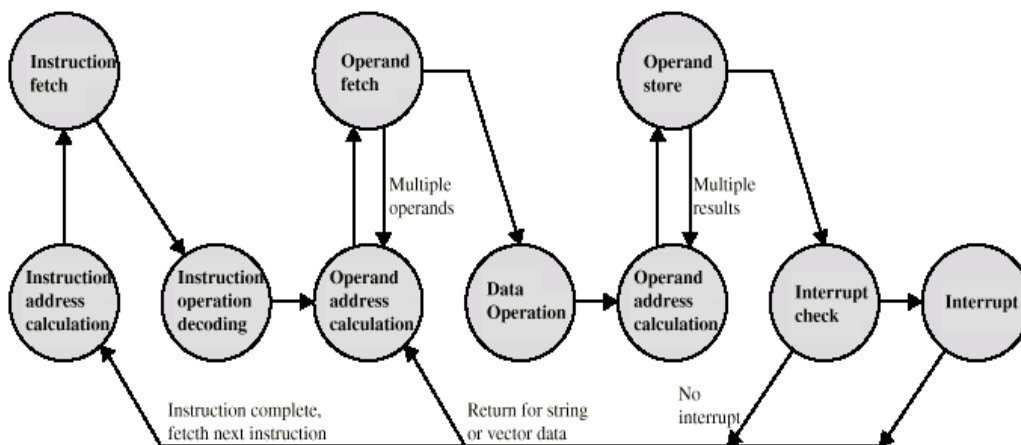 Instruction
fetch
Operand
fetch
Operand
store
Multiple
operands
Multiple
results
Instruction
address
calculation
Instruction
operation
decoding
Operand
address
calculation
Data
Operation
Operand
address
calculation
Interrupt
check
Interrupt
Instruction complete,
fetcth next instruction
Return for string
or vector data
No
interrupt